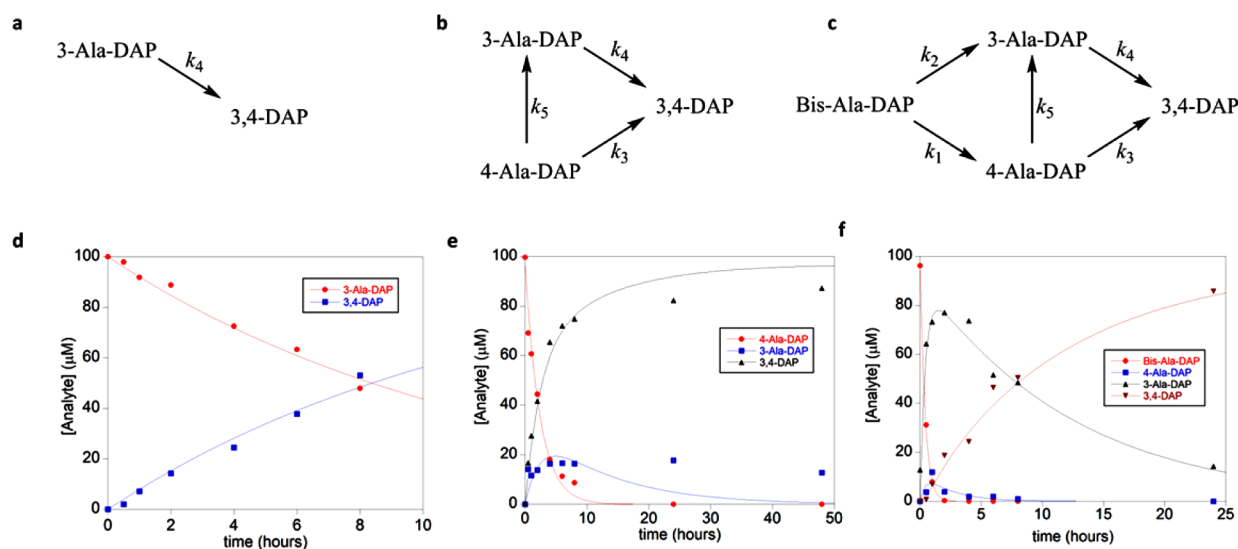 a
3-Ala-DAP
k4
3,4-DAP
b
3-Ala-DAP
k4
k5
3,4-DAP
k3
4-Ala-DAP
c
3-Ala-DAP
k2
k4
Bis-Ala-DAP
k5
3,4-DAP
k1
k3
4-Ala-DAP
d
100
80
60
40
20
0
[Analyte] (µM)
3-Ala-DAP
3,4-DAP
0 2 4 6 8 10
time (hours)
e
100
80
60
40
20
0
[Analyte] (µM)
4-Ala-DAP
3-Ala-DAP
3,4-DAP
0 10 20 30 40 50
time (hours)
f
100
80
60
40
20
0
[Analyte] (µM)
Bis-Ala-DAP
4-Ala-DAP
3-Ala-DAP
3,4-DAP
0 5 10 15 20 25
time (hours)